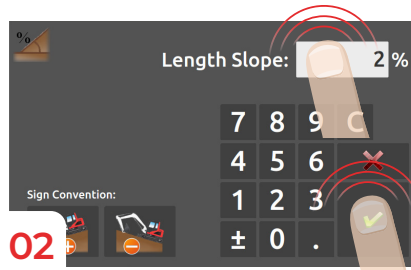 %
Length Slope: 2 %
7 8 9 C
4 5 6
1 2 3
Sign Convention:
± 0 .
02